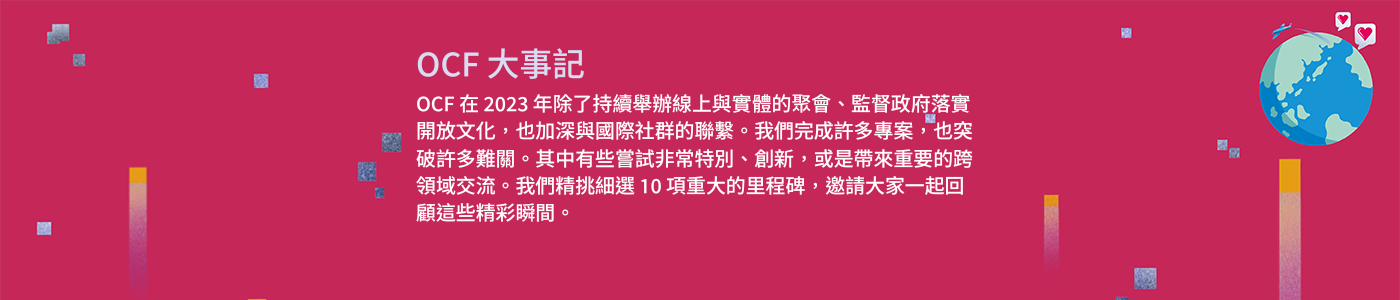 OCF 大事記
OCF 在 2023 年除了持續舉辦線上與實體的聚會、監督政府落實
開放文化，也加深與國際社群的聯繫。我們完成許多專案，也突
破許多難關。其中有些嘗試非常特別、創新，或是帶來重要的跨
領域交流。我們精挑細選 10 項重大的里程碑，邀請大家一起回
顧這些精彩瞬間。